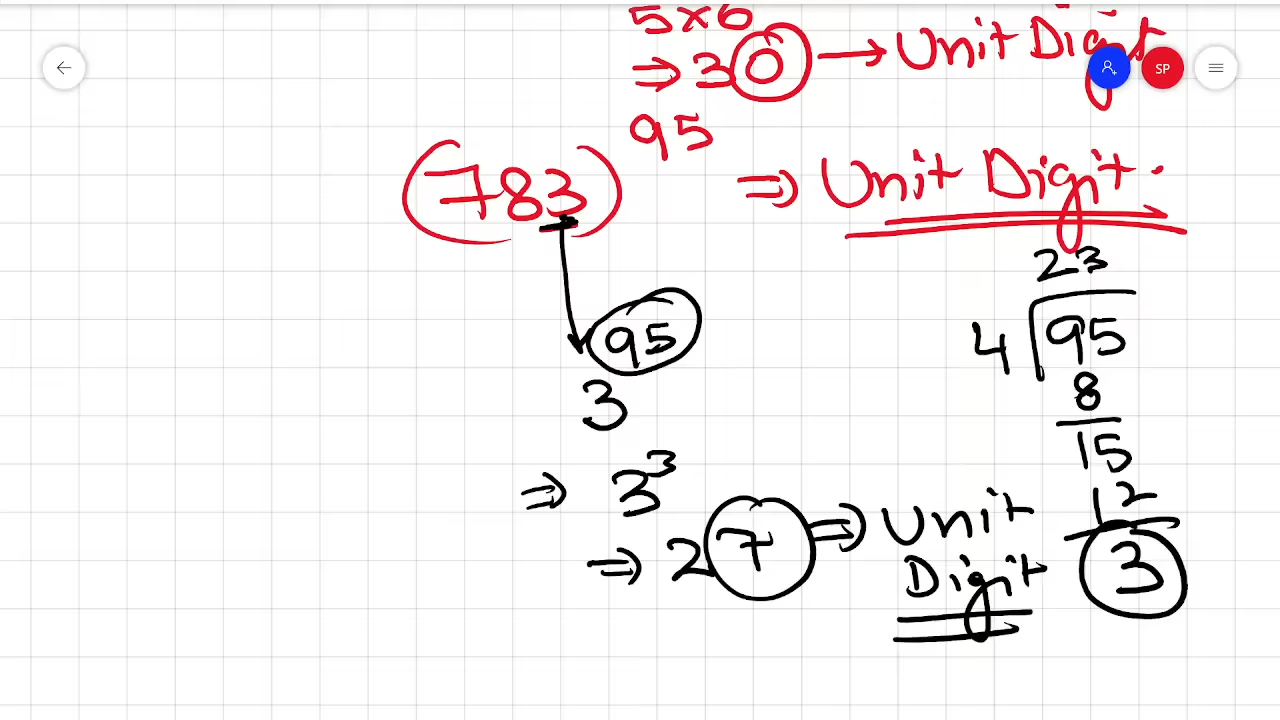 5×6
⇒ 30 → Unit Digit
SP
95
(783) ⇒ Unit Digit.
23
4 95
8
15
12
3
95
3
⇒ 3³
⇒ 27 ⇒ Unit
Digit